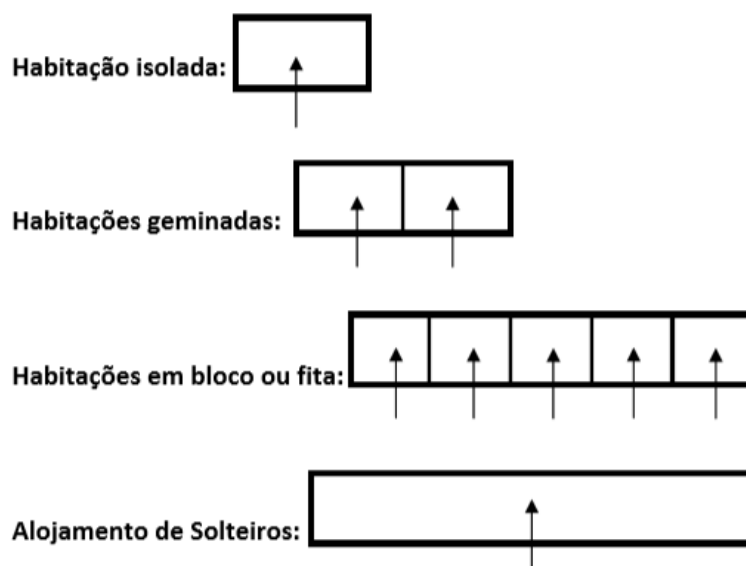 Habitação isolada:
Habitações geminadas:
Habitações em bloco ou fita:
Alojamento de Solteiros: